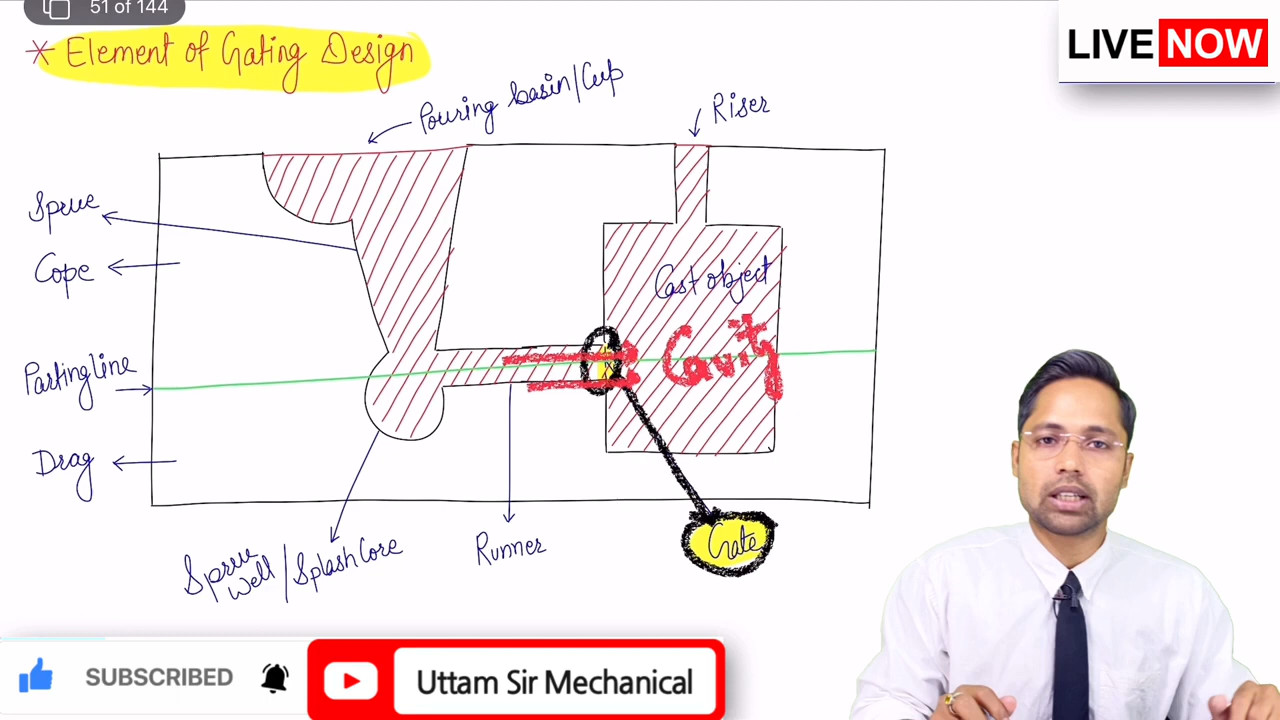 51 of 144
LIVE NOW
* Element of Gating Design
Pouring basin/Cup
Riser
Sprue
Cope
Cast object
Cavity
Parting line
Drag
Sprue well/Splash Core
Runner
Gate
SUBSCRIBED
Uttam Sir Mechanical